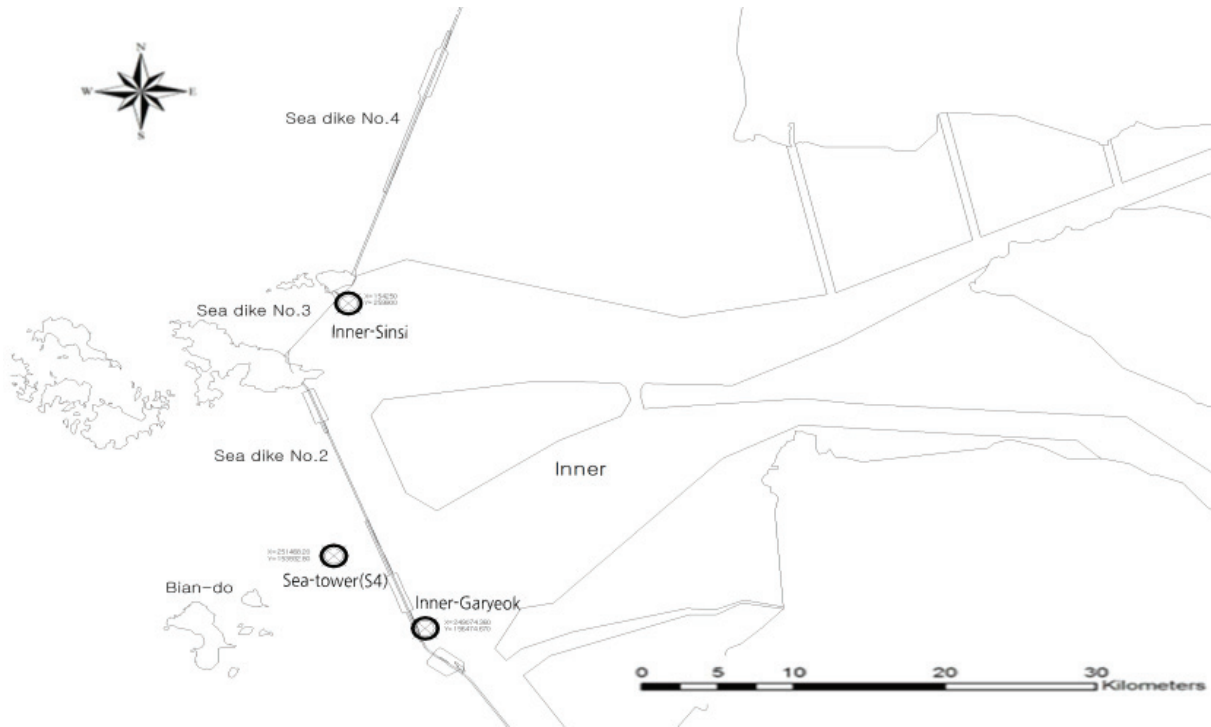 N
W E
S
Sea dike No.4
Sea dike No.3
Inner-Sinsi
Sea dike No.2
Inner
Sea-tower(S4)
Bian-do
Inner-Garyeok
0 5 10 20 30
Kilometers